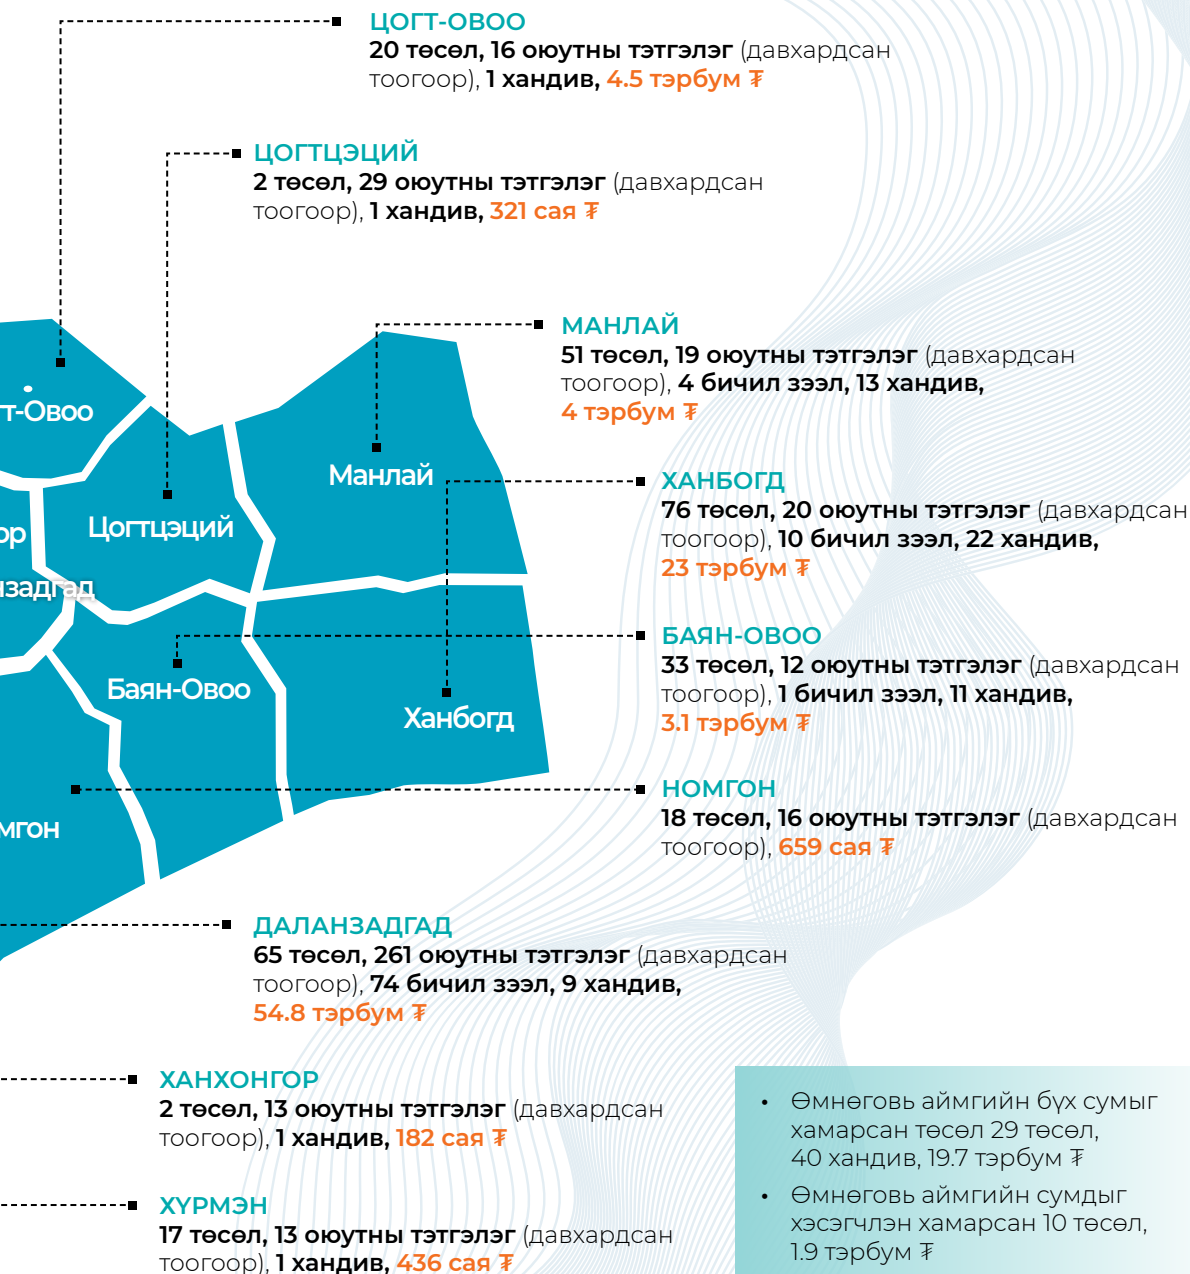 ЦОГТ-ОВОО
20 төсөл, 16 оюутны тэтгэлэг (давхардсан
тоогоор), 1 хандив, 4.5 тэрбум ₮
ЦОГТЦЭЦИЙ
2 төсөл, 29 оюутны тэтгэлэг (давхардсан
тоогоор), 1 хандив, 321 сая ₮
МАНЛАЙ
51 төсөл, 19 оюутны тэтгэлэг (давхардсан
тоогоор), 4 бичил зээл, 13 хандив,
4 тэрбум ₮
ХАНБОГД
76 төсөл, 20 оюутны тэтгэлэг (давхардсан
тоогоор), 10 бичил зээл, 22 хандив,
23 тэрбум ₮
БАЯН-ОВОО
33 төсөл, 12 оюутны тэтгэлэг (давхардсан
тоогоор), 1 бичил зээл, 11 хандив,
3.1 тэрбум ₮
НОМГОН
18 төсөл, 16 оюутны тэтгэлэг (давхардсан
тоогоор), 659 сая ₮
гт-Овоо
Манлай
Цогтцэций
ор
нзадгад
Баян-Овоо
Ханбогд
мгон
ДАЛАНЗАДГАД
65 төсөл, 261 оюутны тэтгэлэг (давхардсан
тоогоор), 74 бичил зээл, 9 хандив,
54.8 тэрбум ₮
ХАНХОНГОР
2 төсөл, 13 оюутны тэтгэлэг (давхардсан
тоогоор), 1 хандив, 182 сая ₮
ХҮРМЭН
17 төсөл, 13 оюутны тэтгэлэг (давхардсан
тоогоор), 1 хандив, 436 сая ₮
• Өмнөговь аймгийн бүх сумыг
хамарсан төсөл 29 төсөл,
40 хандив, 19.7 тэрбум ₮
• Өмнөговь аймгийн сумдыг
хэсэгчлэн хамарсан 10 төсөл,
1.9 тэрбум ₮